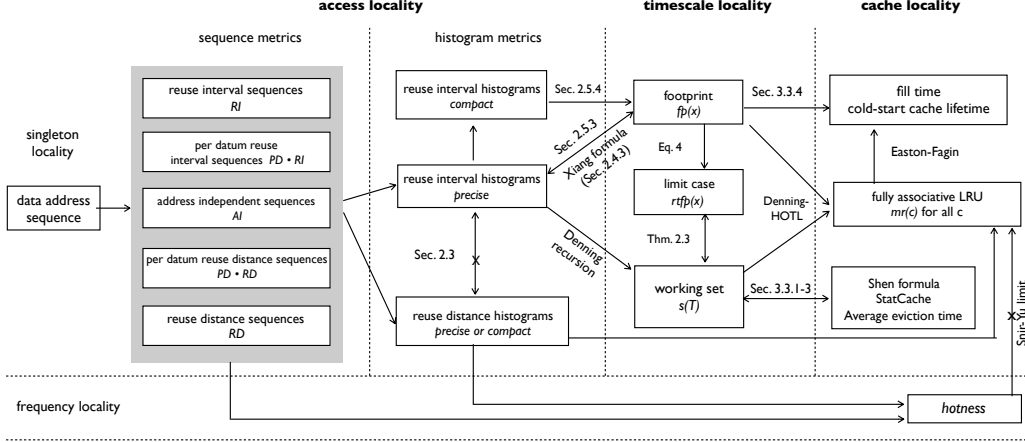 access locality
timescale locality
cache locality
sequence metrics
histogram metrics
singleton
locality
data address
sequence
reuse interval sequences
RI
per datum reuse
interval sequences PD • RI
address independent sequences
AI
per datum reuse distance sequences
PD • RD
reuse distance sequences
RD
reuse interval histograms
compact
reuse interval histograms
precise
Sec. 2.3
X
reuse distance histograms
precise or compact
Sec. 2.5.4
Sec. 2.5.3
Xiang formula
(Sec. 2.4.3)
Denning
recursion
footprint
fp(x)
Eq. 4
limit case
rtfp(x)
Thm. 2.3
working set
s(T)
Sec. 3.3.4
Denning-
HOTL
Sec. 3.3.1-3
fill time
cold-start cache lifetime
Easton-Fagin
fully associative LRU
mr(c) for all c
Shen formula
StatCache
Average eviction time
X
Snir-Yu limit
frequency locality
hotness